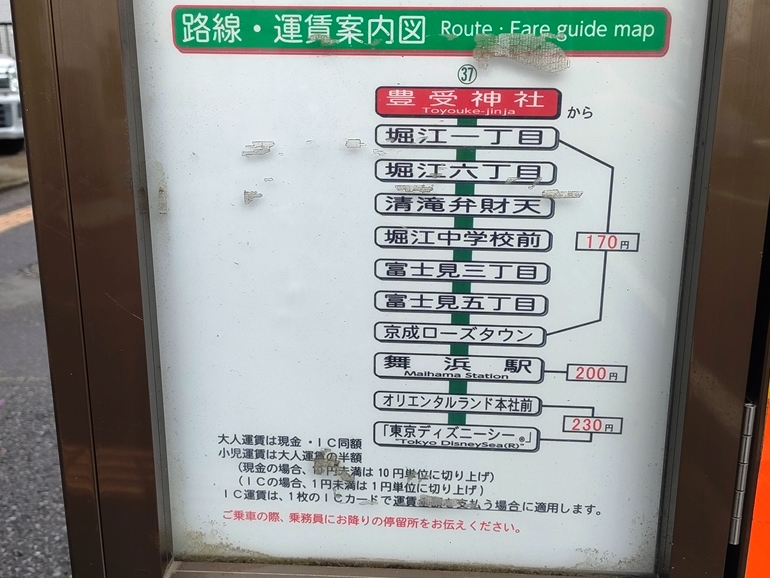 路線・運賃案内図 Route・Fare guide map
㊲
豊受神社
Toyouke-jinja
から
堀江一丁目
堀江六丁目
清滝弁財天
堀江中学校前
170円
富士見三丁目
富士見五丁目
京成ローズタウン
舞浜駅
Maihama Station
200円
オリエンタルランド本社前
230円
「東京ディズニーシー®」
"Tokyo DisneySea(R)"
大人運賃は現金・IC同額
小児運賃は大人運賃の半額
(現金の場合、10円未満は10円単位に切り上げ)
(ICの場合、1円未満は1円単位に切り上げ)
IC運賃は、1枚のICカードで運賃を支払う場合に適用します。
ご乗車の際、乗務員にお降りの停留所をお伝えください。